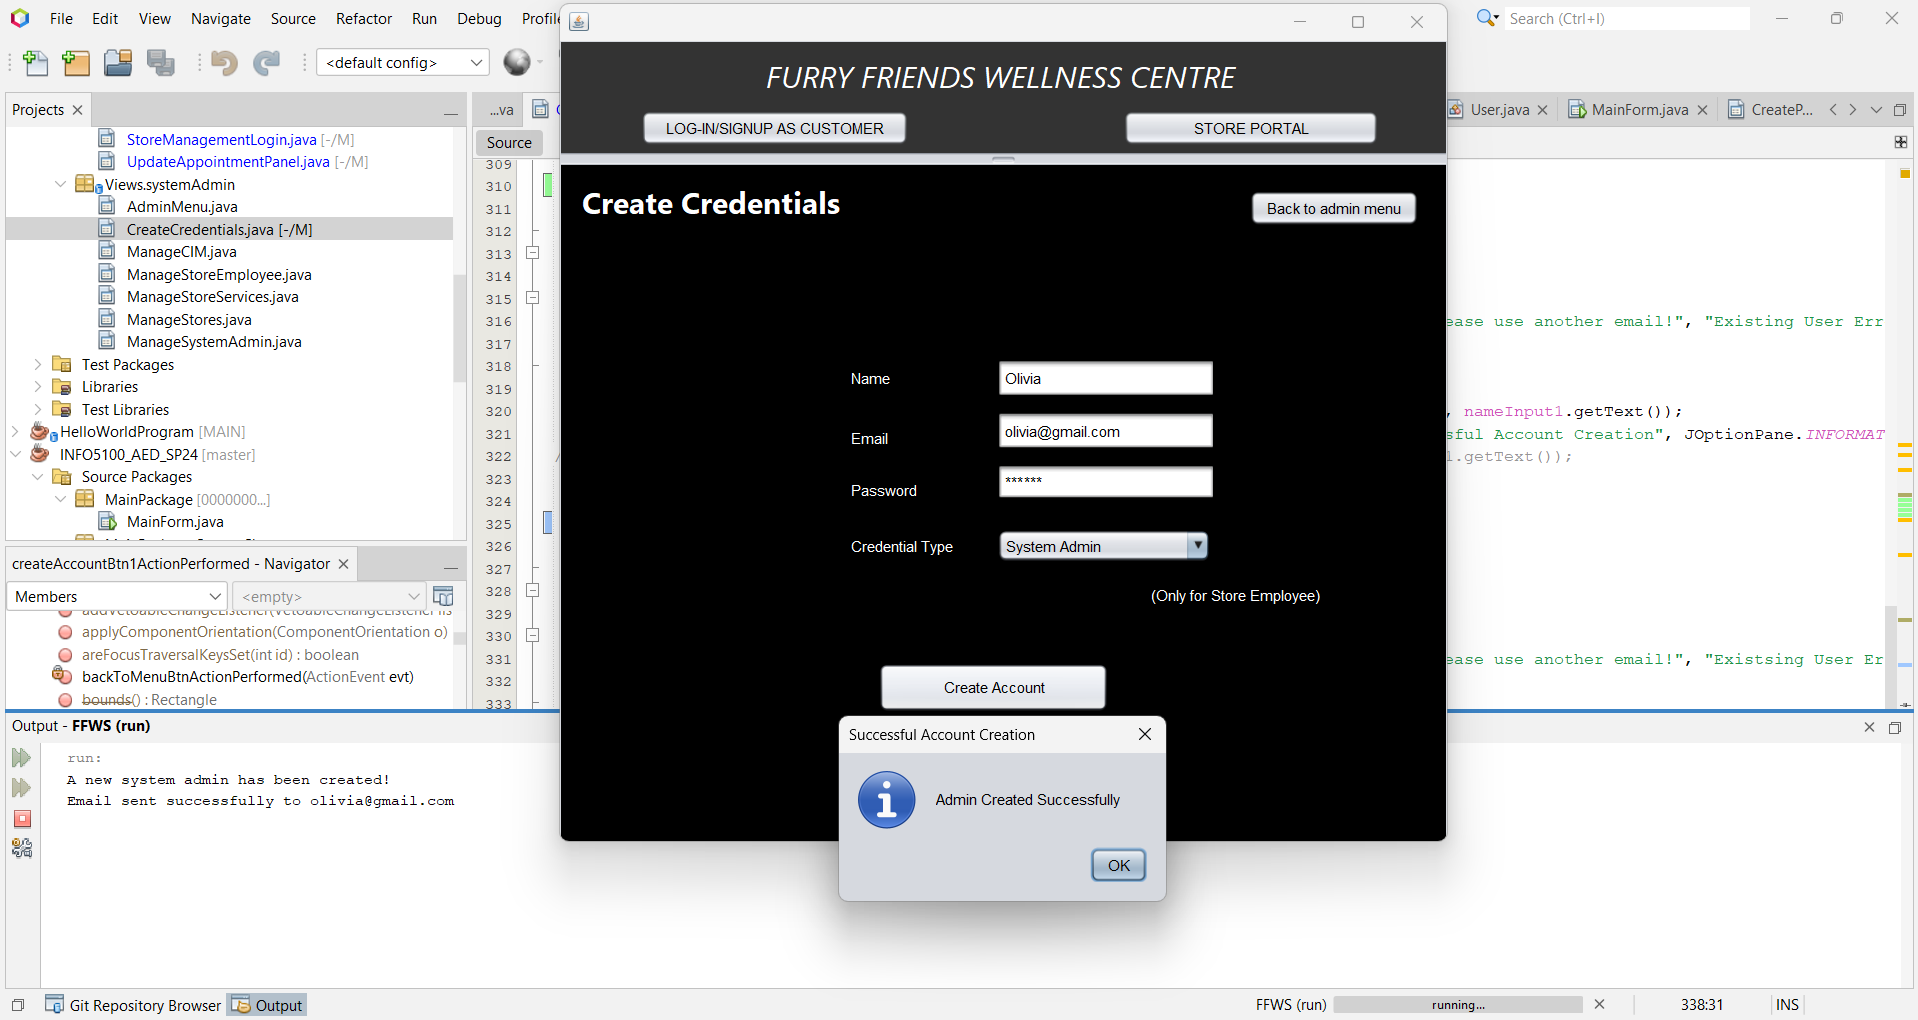 File Edit View Navigate Source Refactor Run Debug Profile
Search (Ctrl+I)
<default config>
FURRY FRIENDS WELLNESS CENTRE
LOG-IN/SIGNUP AS CUSTOMER
STORE PORTAL
Projects
...va
User.java
MainForm.java
CreateP...
Source
StoreManagementLogin.java [-/M]
UpdateAppointmentPanel.java [-/M]
Views.systemAdmin
AdminMenu.java
CreateCredentials.java [-/M]
ManageCIM.java
ManageStoreEmployee.java
ManageStoreServices.java
ManageStores.java
ManageSystemAdmin.java
Test Packages
Libraries
Test Libraries
HelloWorldProgram [MAIN]
INFO5100_AED_SP24 [master]
Source Packages
MainPackage [0000000...]
MainForm.java
309
310
311
312
313
314
315
316
317
318
319
320
321
322
323
324
325
326
327
328
329
330
331
332
333
Create Credentials
Back to admin menu
Name
Olivia
Email
olivia@gmail.com
Password
******
Credential Type
System Admin
(Only for Store Employee)
Create Account
ease use another email!", "Existing User Err
, nameInput1.getText());
sful Account Creation", JOptionPane.INFORMAT
1.getText());
ease use another email!", "Existsing User Er
createAccountBtn1ActionPerformed - Navigator
Members
<empty>
applyComponentOrientation(ComponentOrientation o)
areFocusTraversalKeysSet(int id) : boolean
backToMenuBtnActionPerformed(ActionEvent evt)
bounds() : Rectangle
Output - FFWS (run)
run:
A new system admin has been created!
Email sent successfully to olivia@gmail.com
Successful Account Creation
Admin Created Successfully
OK
Git Repository Browser
Output
FFWS (run)
running...
338:31
INS